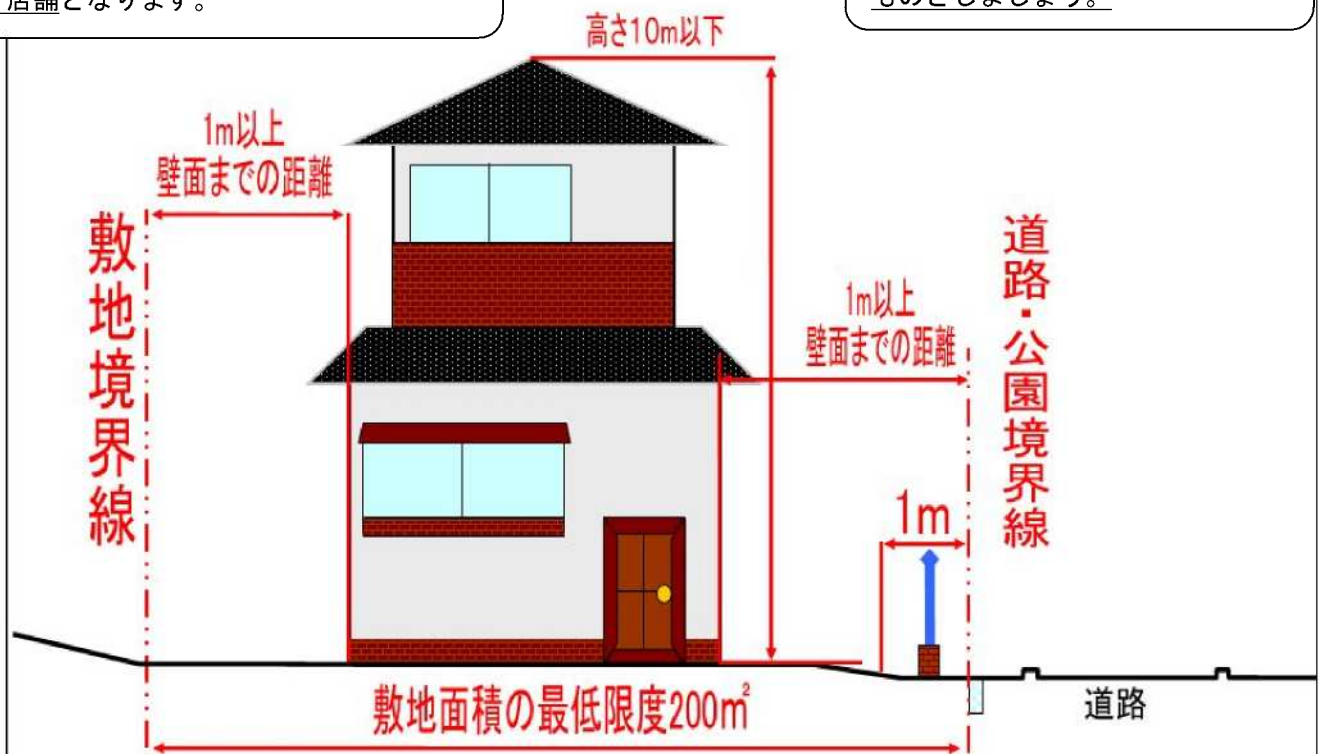 店舗となります。
ものとしましょう。
高さ10m以下
1m以上
壁面までの距離
敷地境界線
1m以上
壁面までの距離
道路・公園境界線
1m
敷地面積の最低限度200㎡
道路